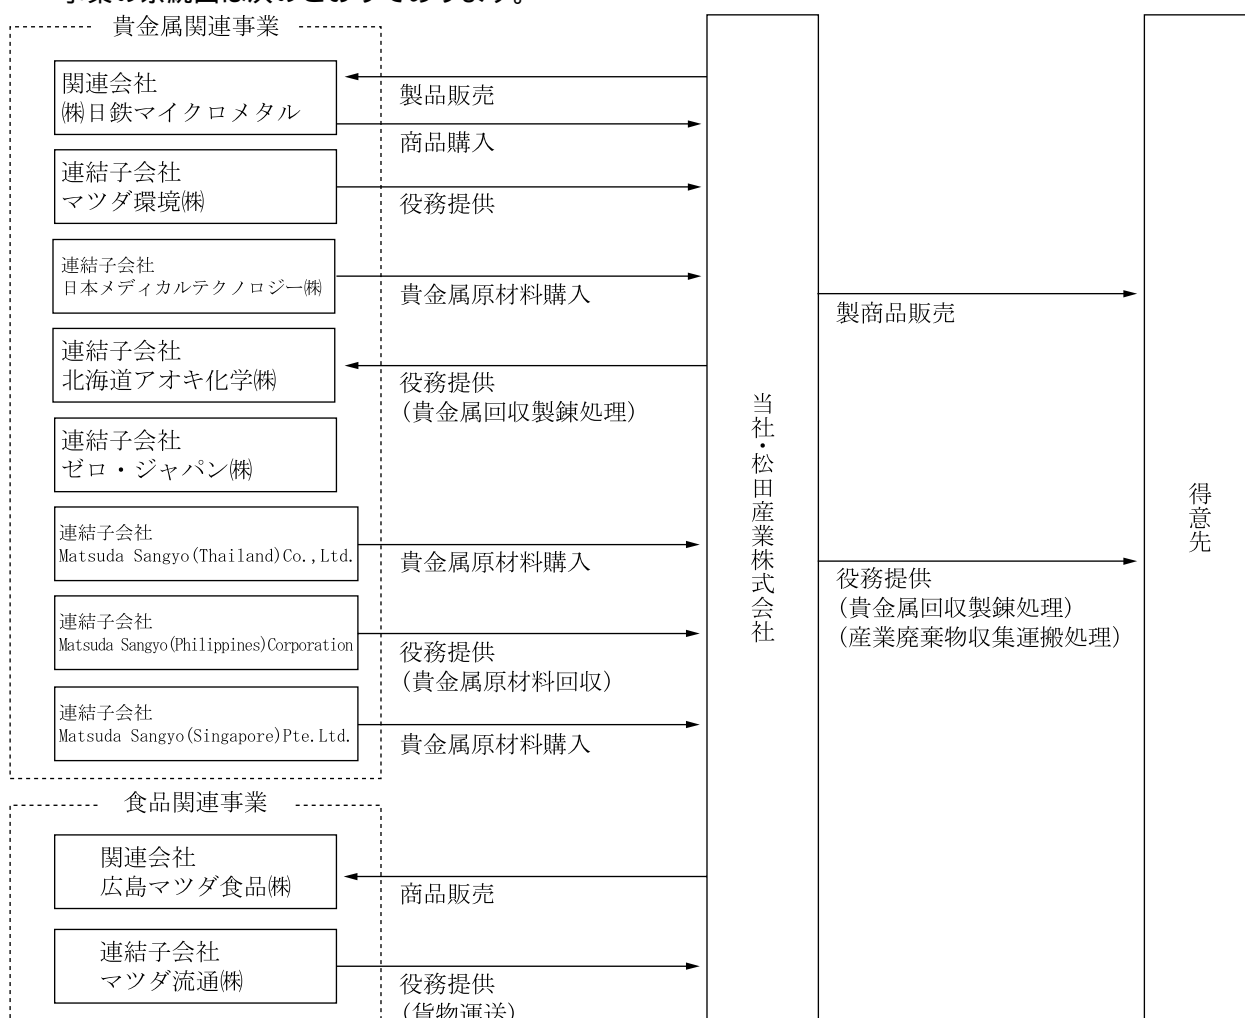 貴金属関連事業
関連会社
㈱日鉄マイクロメタル
製品販売
商品購入
連結子会社
マツダ環境㈱
役務提供
連結子会社
日本メディカルテクノロジー㈱
貴金属原材料購入
連結子会社
北海道アオキ化学㈱
役務提供
(貴金属回収製錬処理)
連結子会社
ゼロ・ジャパン㈱
連結子会社
Matsuda Sangyo(Thailand)Co.,Ltd.
貴金属原材料購入
連結子会社
Matsuda Sangyo(Philippines)Corporation
役務提供
(貴金属原材料回収)
連結子会社
Matsuda Sangyo(Singapore)Pte.Ltd.
貴金属原材料購入
食品関連事業
関連会社
広島マツダ食品㈱
商品販売
連結子会社
マツダ流通㈱
役務提供
(貨物運送)
当社・松田産業株式会社
製商品販売
役務提供
(貴金属回収製錬処理)
(産業廃棄物収集運搬処理)
得意先